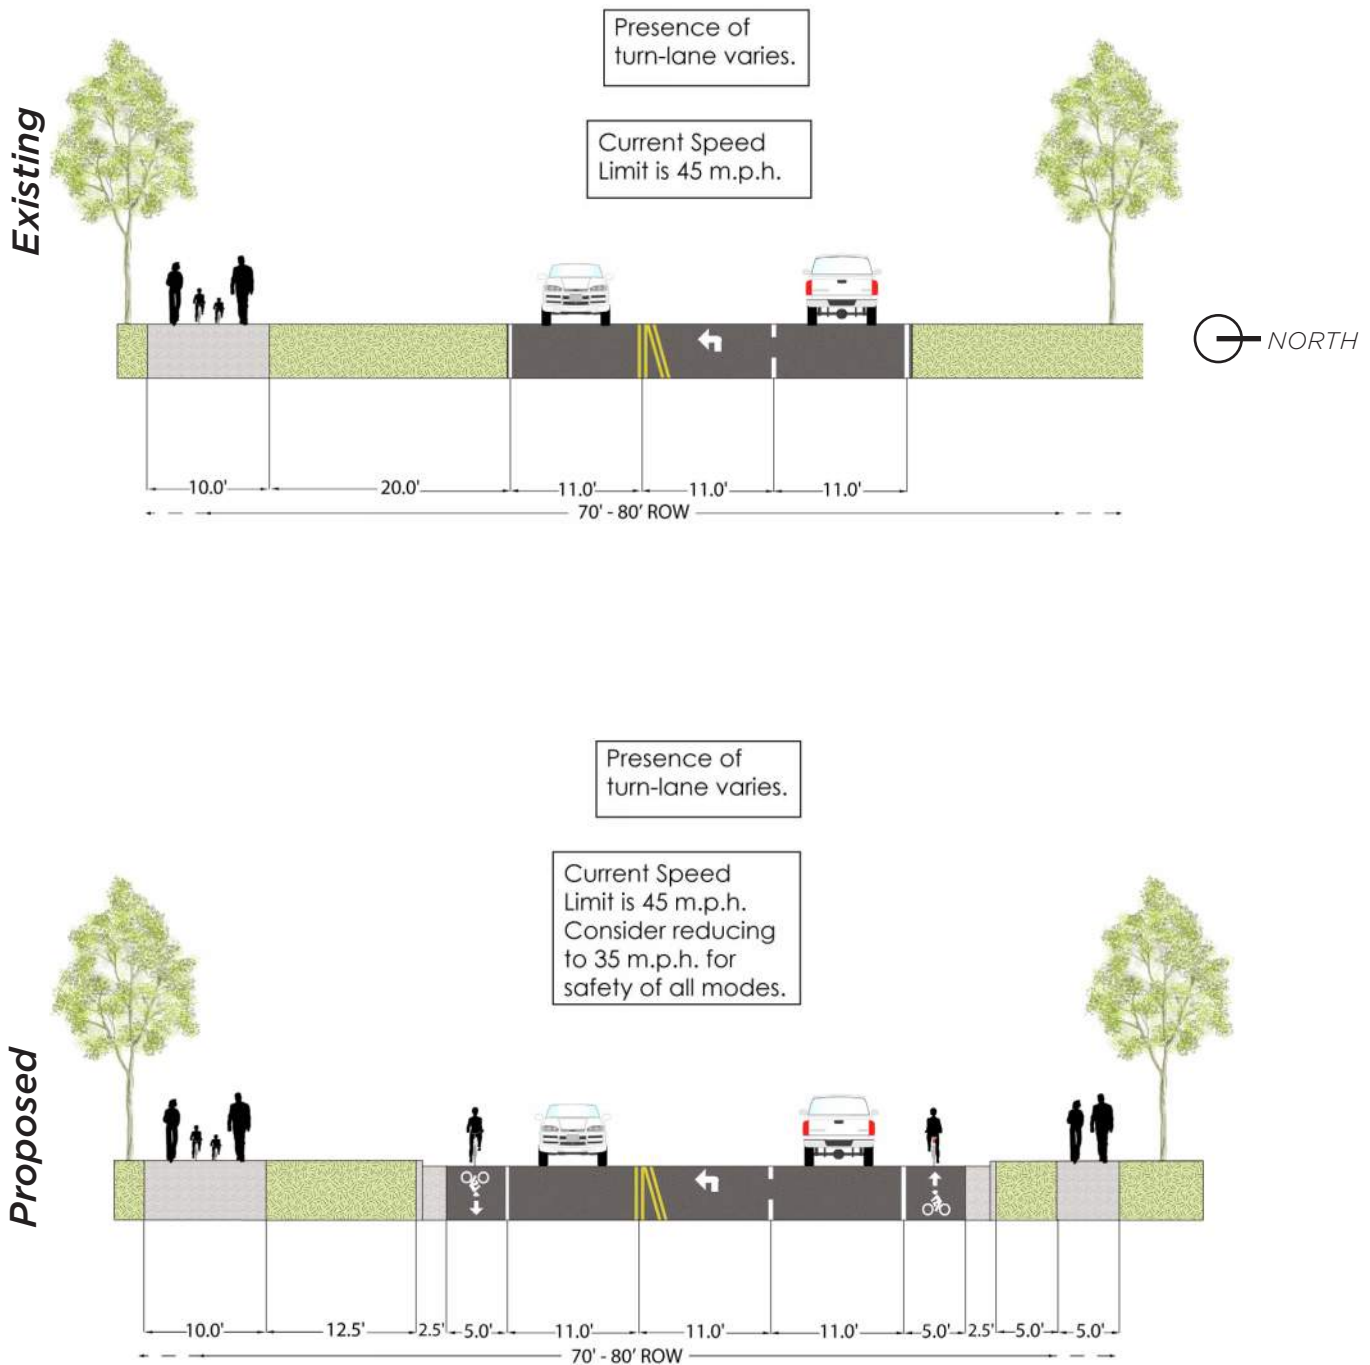 Existing
Presence of
turn-lane varies.
Current Speed
Limit is 45 m.p.h.
NORTH
10.0' 20.0' 11.0' 11.0' 11.0'
70' - 80' ROW
Proposed
Presence of
turn-lane varies.
Current Speed
Limit is 45 m.p.h.
Consider reducing
to 35 m.p.h. for
safety of all modes.
10.0' 12.5' 2.5' 5.0' 11.0' 11.0' 11.0' 5.0' 2.5' 5.0' 5.0'
70' - 80' ROW